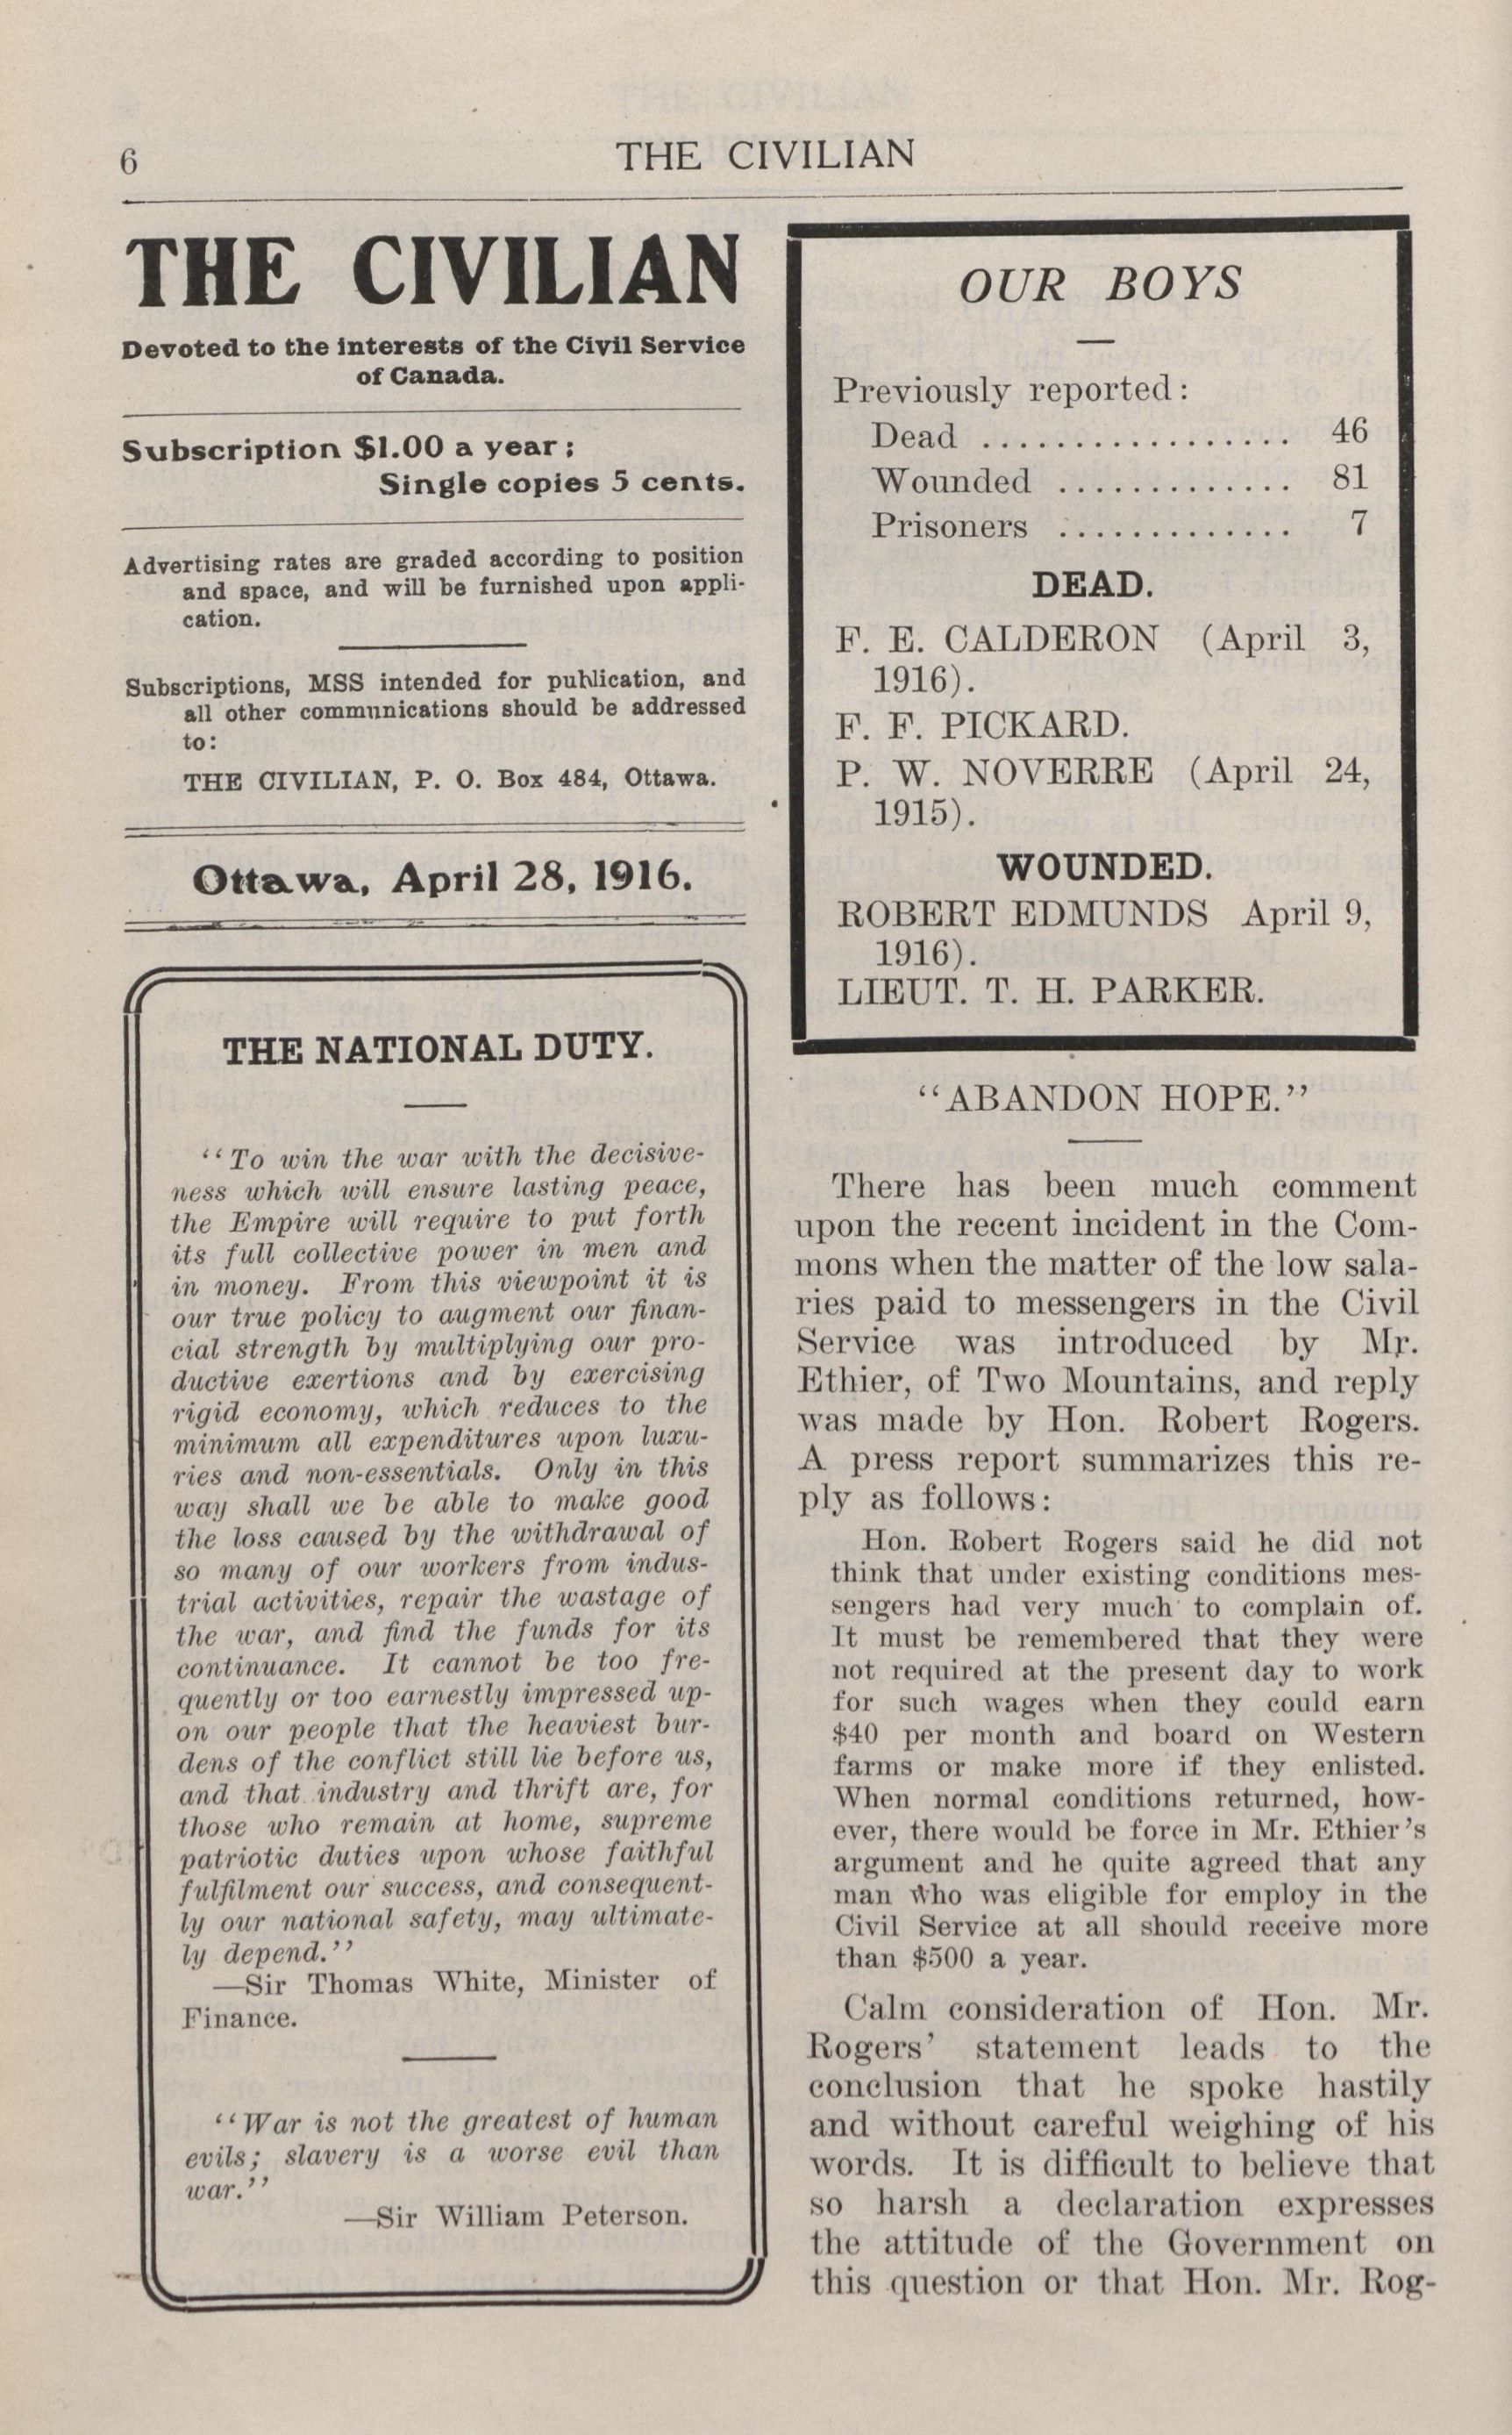 6
THE CIVILIAN
THE CIVILIAN
Devoted to the interests of the Civil Service
of Canada.
Subscription $1.00 a year;
Single copies 5 cents.
Advertising rates are graded according to position
and space, and will be furnished upon appli-
cation.
Subscriptions, MSS intended for publication, and
all other communications should be addressed
to:
THE CIVILIAN, P. O. Box 484, Ottawa.
Ottawa, April 28, 1916.
THE NATIONAL DUTY.
"To win the war with the decisive-
ness which will ensure lasting peace,
the Empire will require to put forth
its full collective power in men and
in money. From this viewpoint it is
our true policy to augment our finan-
cial strength by multiplying our pro-
ductive exertions and by exercising
rigid economy, which reduces to the
minimum all expenditures upon luxu-
ries and non-essentials. Only in this
way shall we be able to make good
the loss caused by the withdrawal of
so many of our workers from indus-
trial activities, repair the wastage of
the war, and find the funds for its
continuance. It cannot be too fre-
quently or too earnestly impressed up-
on our people that the heaviest bur-
dens of the conflict still lie before us,
and that industry and thrift are, for
those who remain at home, supreme
patriotic duties upon whose faithful
fulfilment our success, and consequent-
ly our national safety, may ultimate-
ly depend."
—Sir Thomas White, Minister of
Finance.
"War is not the greatest of human
evils; slavery is a worse evil than
war."
—Sir William Peterson.
OUR BOYS
Previously reported:
Dead ................. 46
Wounded ............. 81
Prisoners ............. 7
DEAD.
F. E. CALDERON (April 3,
1916).
F. F. PICKARD.
P. W. NOVERRE (April 24,
1915).
WOUNDED.
ROBERT EDMUNDS April 9,
1916).
LIEUT. T. H. PARKER.
"ABANDON HOPE."
There has been much comment
upon the recent incident in the Com-
mons when the matter of the low sala-
ries paid to messengers in the Civil
Service was introduced by Mr.
Ethier, of Two Mountains, and reply
was made by Hon. Robert Rogers.
A press report summarizes this re-
ply as follows:
Hon. Robert Rogers said he did not
think that under existing conditions mes-
sengers had very much to complain of.
It must be remembered that they were
not required at the present day to work
for such wages when they could earn
$40 per month and board on Western
farms or make more if they enlisted.
When normal conditions returned, how-
ever, there would be force in Mr. Ethier's
argument and he quite agreed that any
man who was eligible for employ in the
Civil Service at all should receive more
than $500 a year.
Calm consideration of Hon. Mr.
Rogers' statement leads to the
conclusion that he spoke hastily
and without careful weighing of his
words. It is difficult to believe that
so harsh a declaration expresses
the attitude of the Government on
this question or that Hon. Mr. Rog-